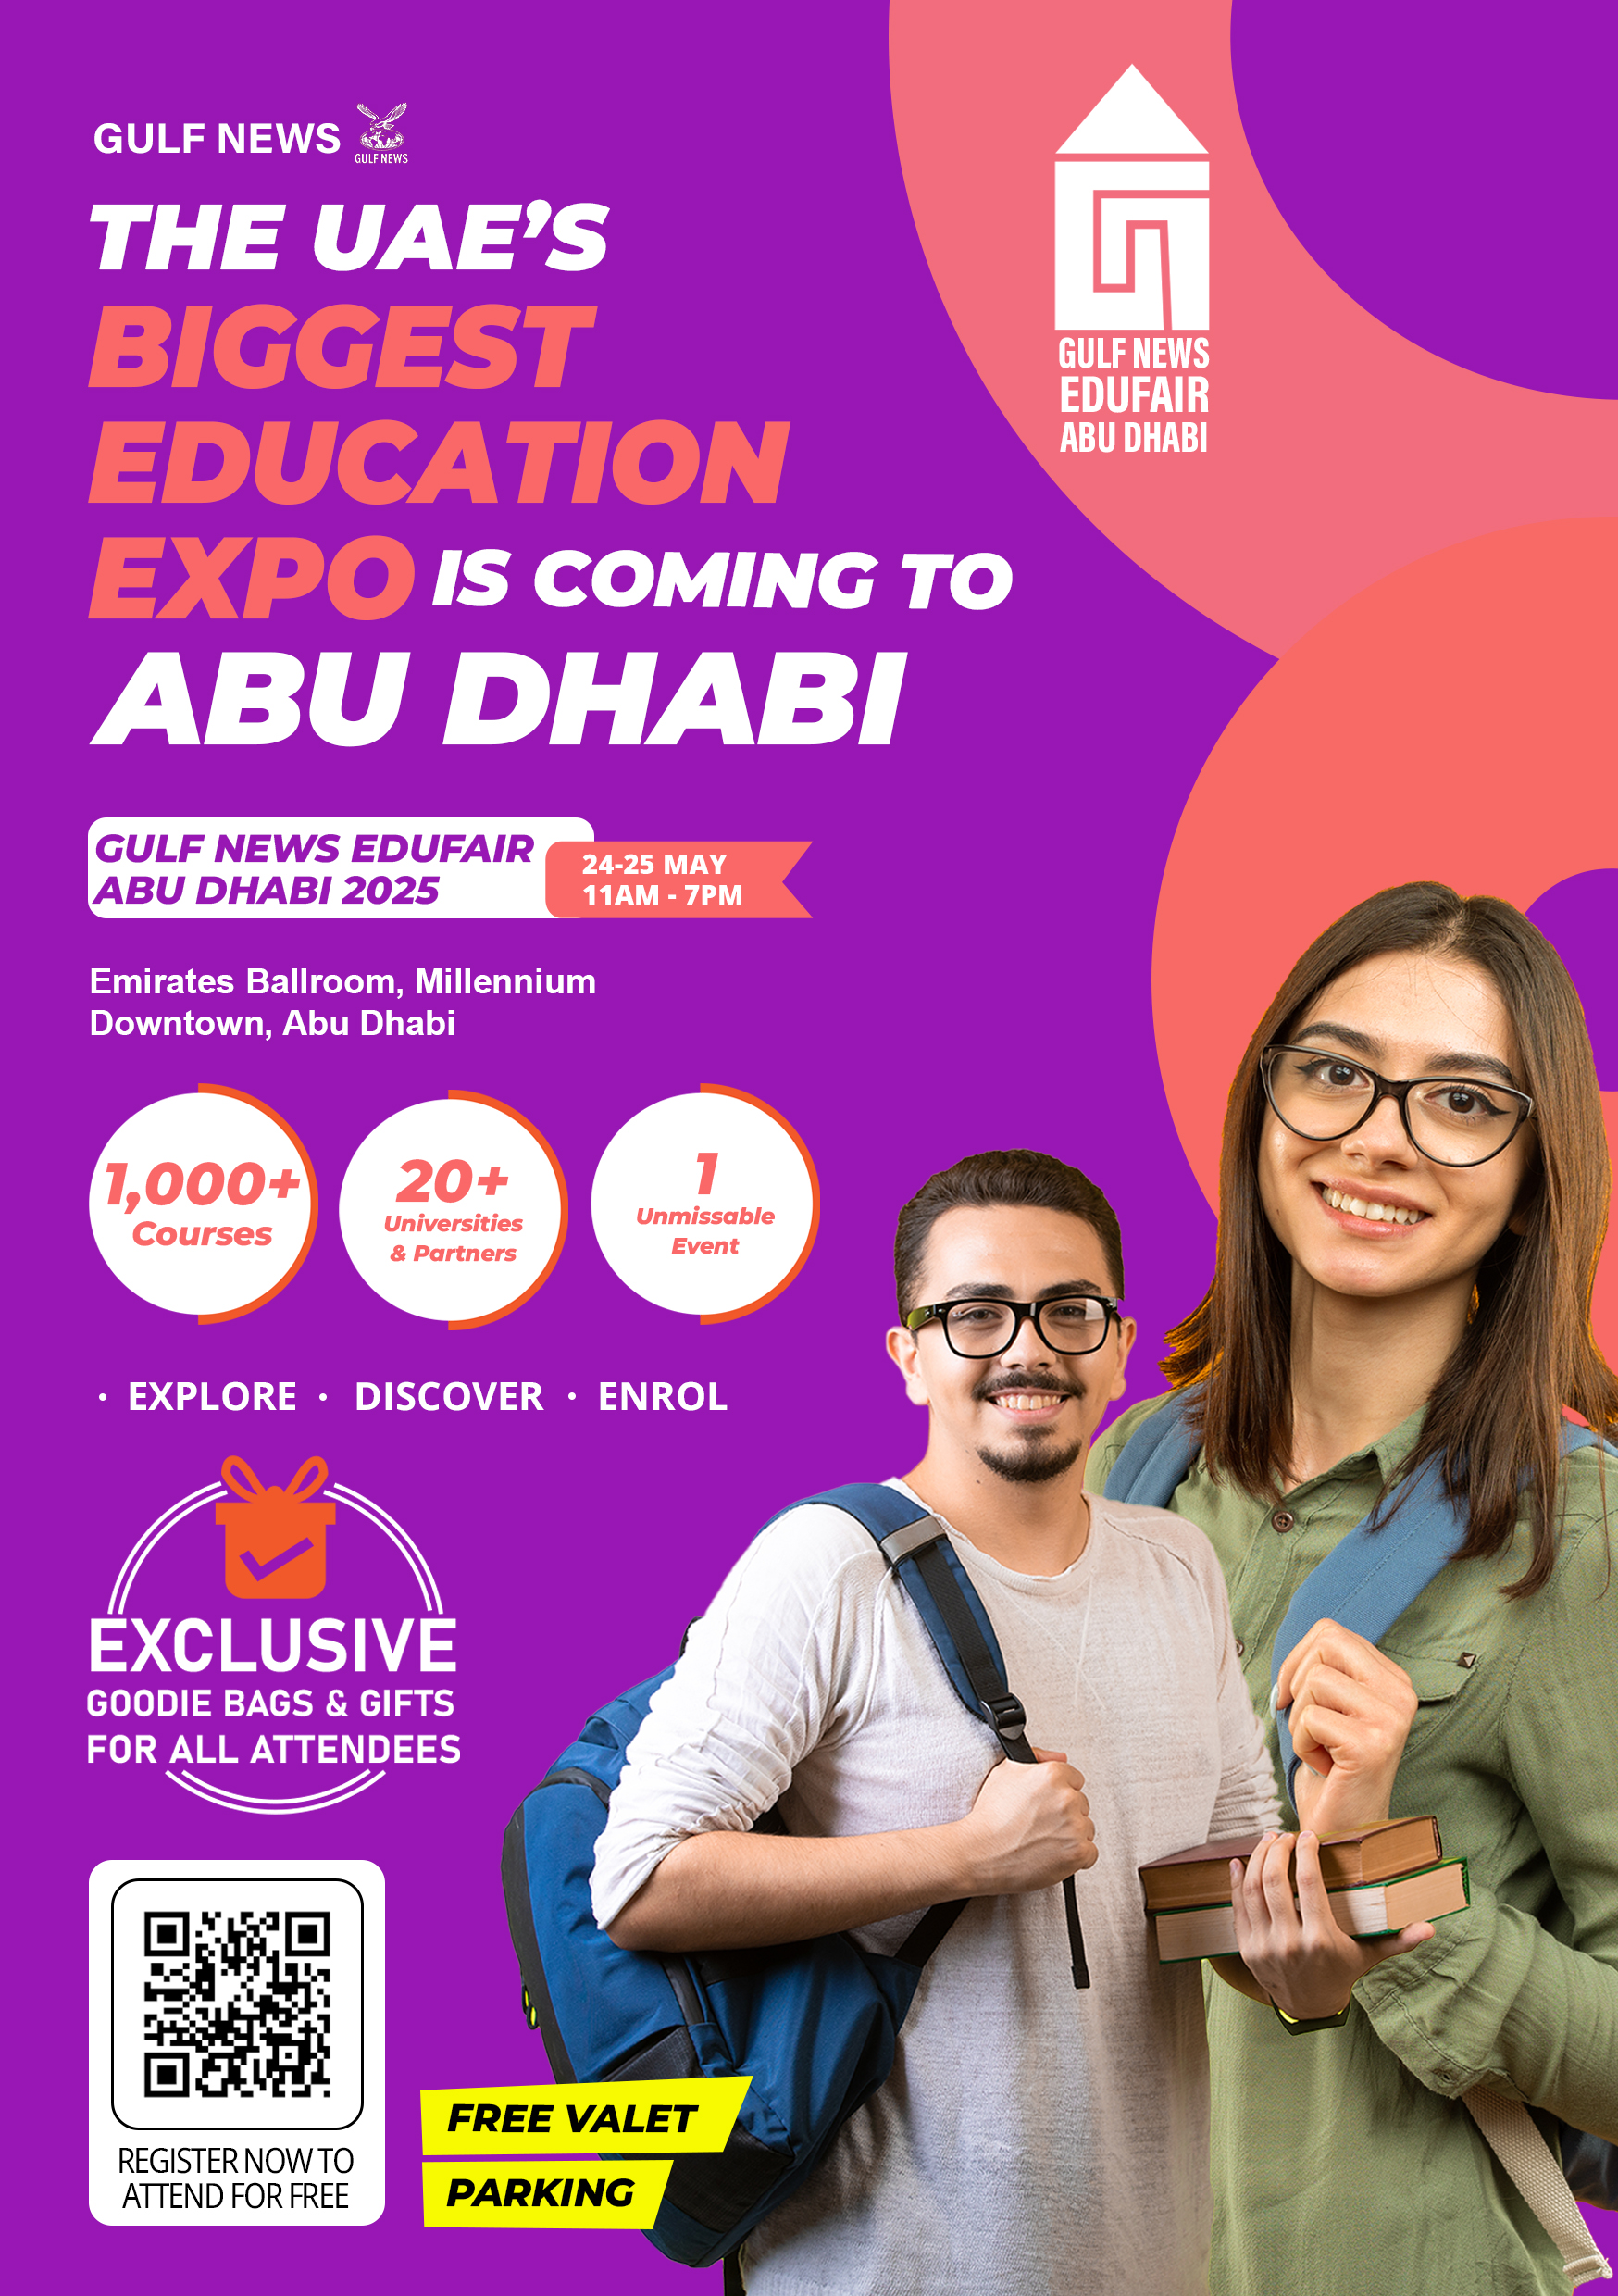 GULF NEWS
GULF NEWS
THE UAE'S
BIGGEST
EDUCATION
EXPO IS COMING TO
ABU DHABI
GULF NEWS
EDUFAIR
ABU DHABI
GULF NEWS EDUFAIR
ABU DHABI 2025
24-25 MAY
11AM - 7PM
Emirates Ballroom, Millennium
Downtown, Abu Dhabi
1,000+
Courses
20+
Universities
& Partners
1
Unmissable
Event
· EXPLORE · DISCOVER · ENROL
EXCLUSIVE
GOODIE BAGS & GIFTS
FOR ALL ATTENDEES
REGISTER NOW TO
ATTEND FOR FREE
FREE VALET
PARKING